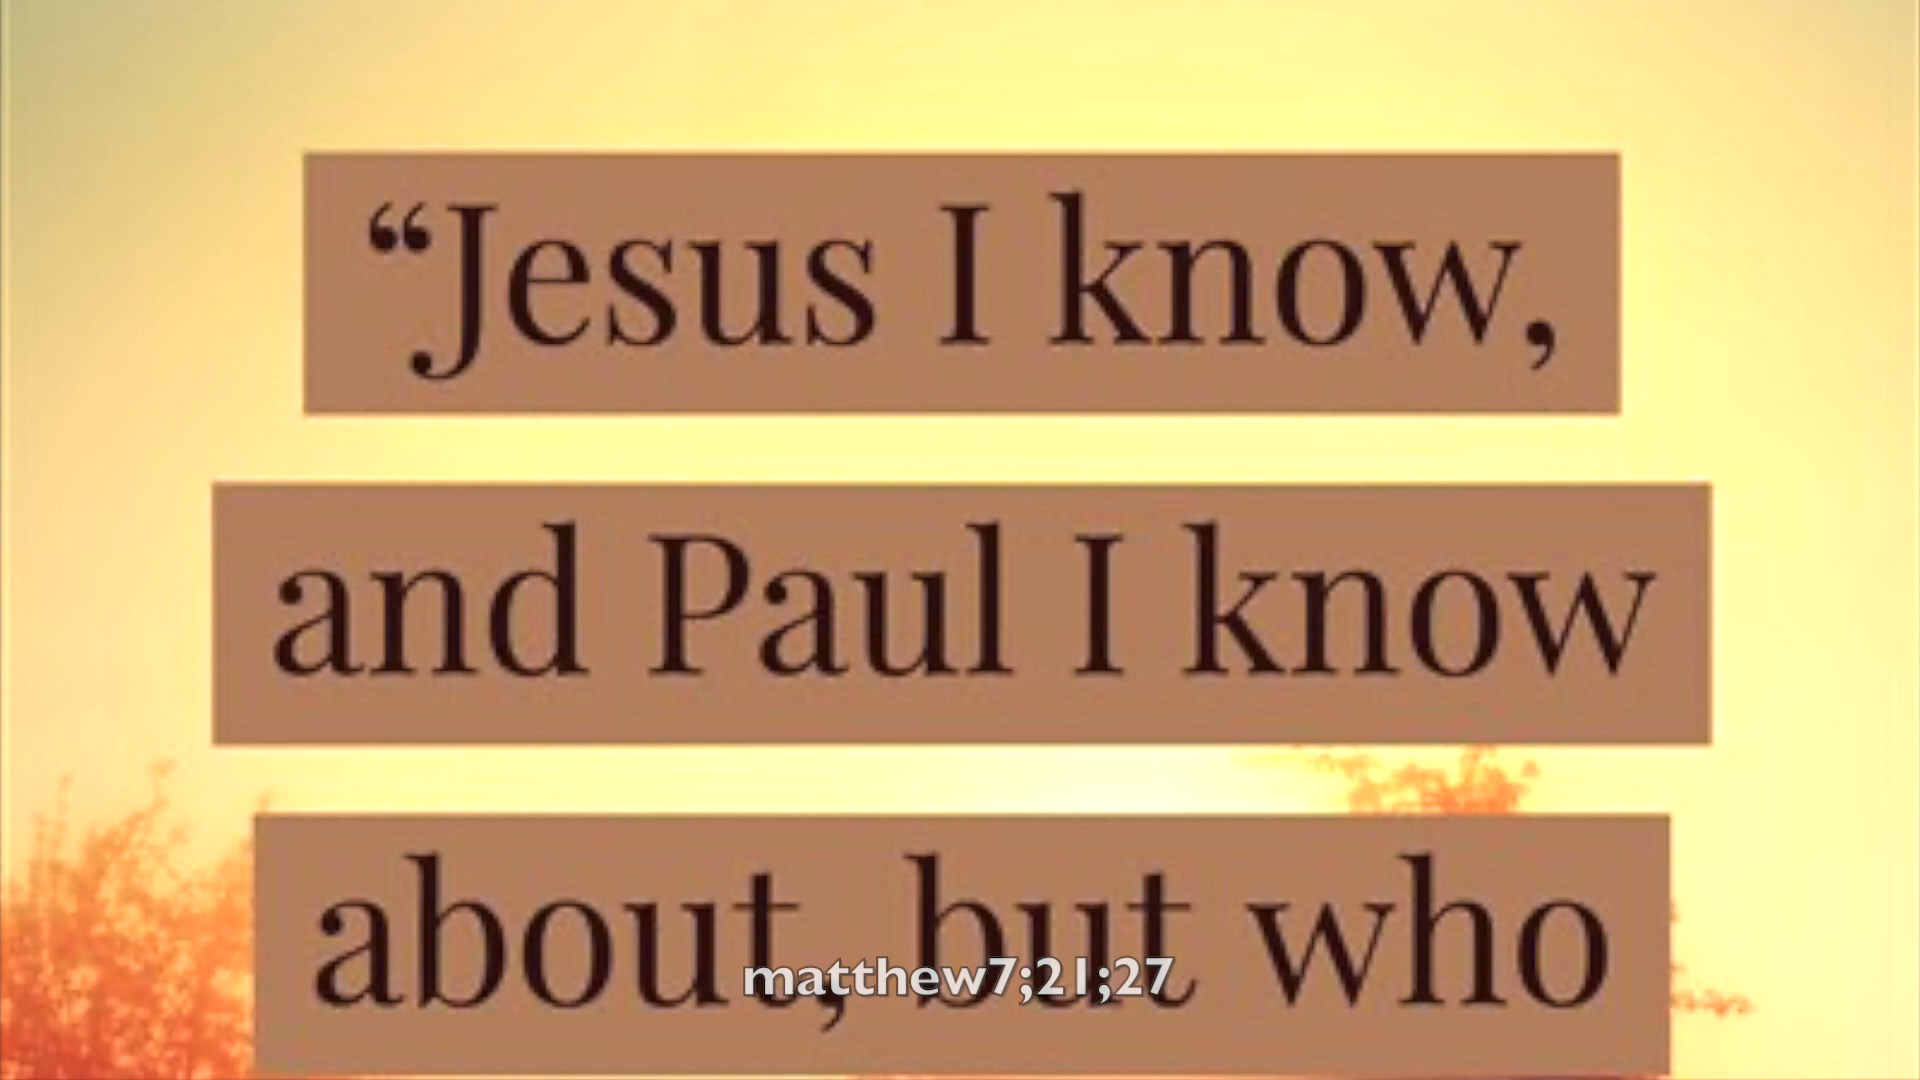 “Jesus I know,
and Paul I know
about, but who
matthew7;21;27